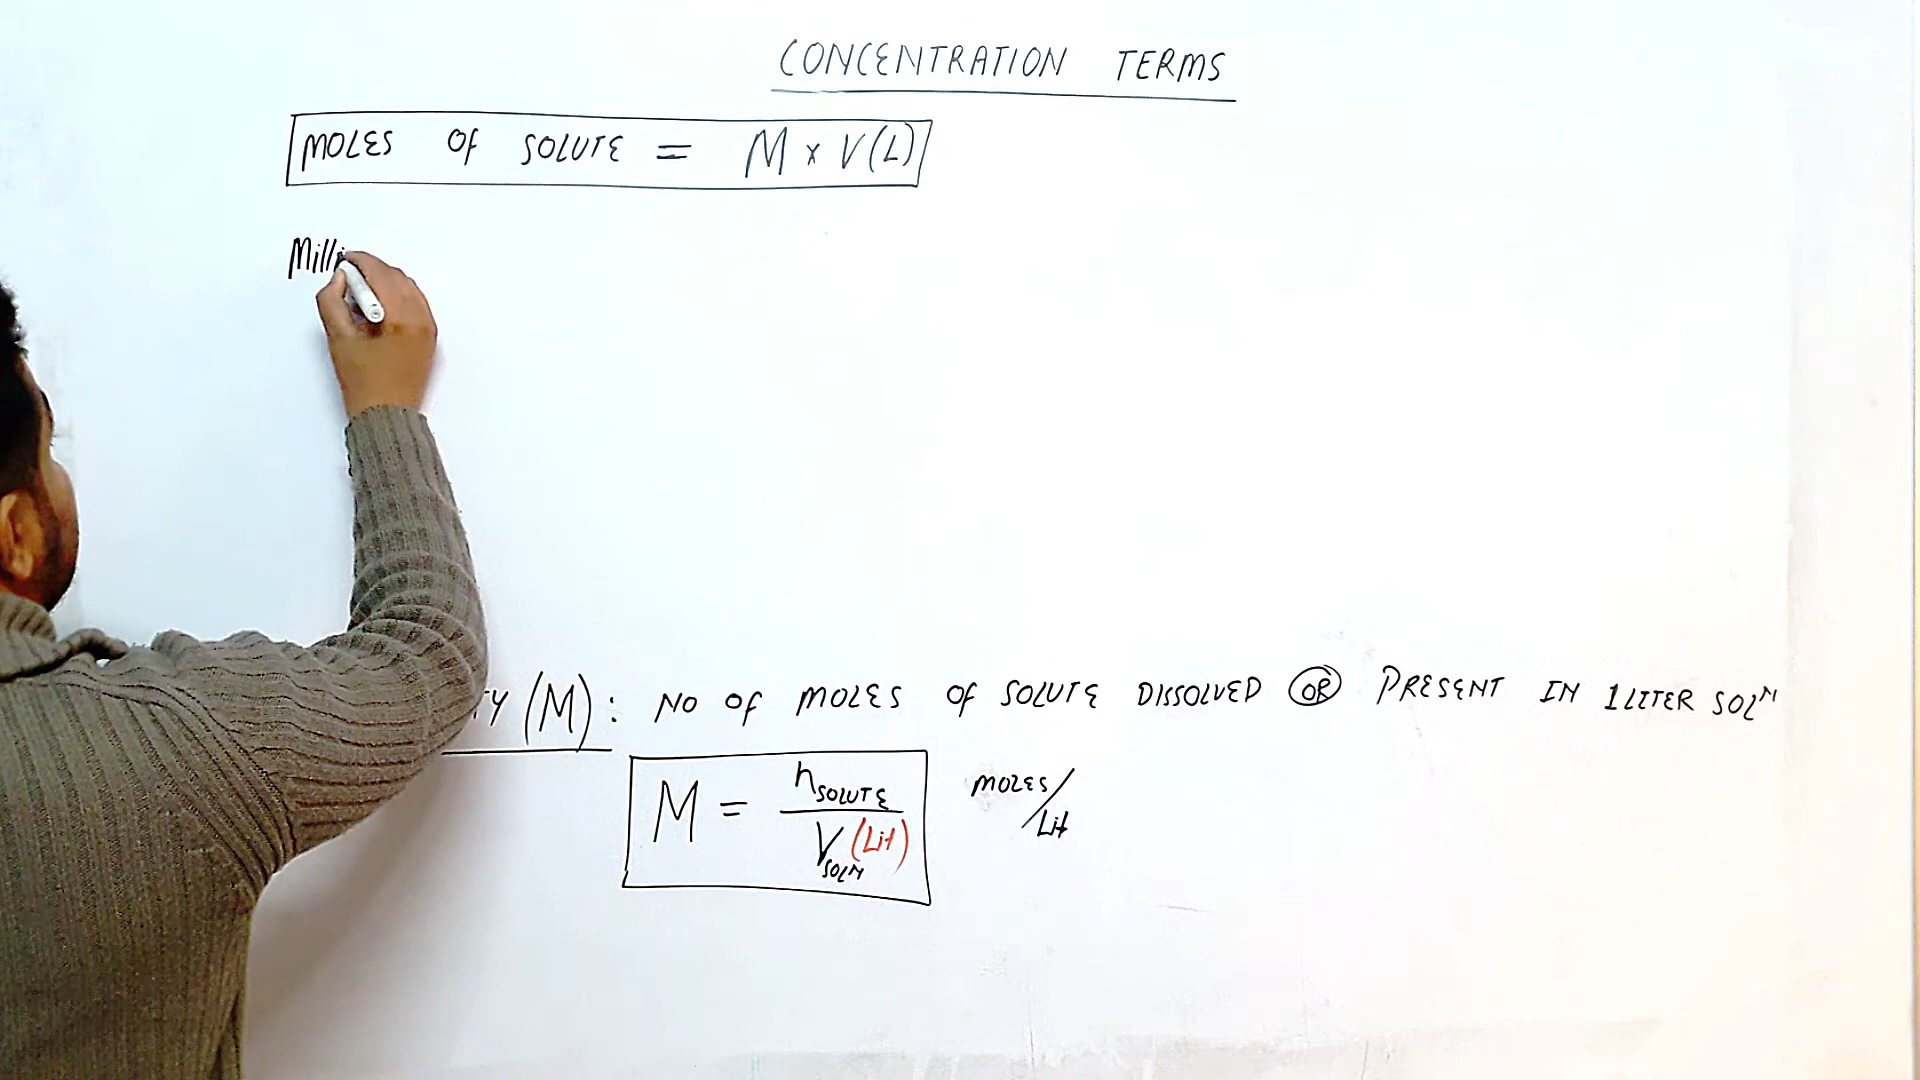 CONCENTRATION TERMS
MOLES OF SOLUTE = M × V(L)
Milli
(M) : NO OF MOLES OF SOLUTE DISSOLVED OR PRESENT IN 1 LITER SOLN
M = nSOLUTE / VSOLN (Lit)
MOLES/Lit